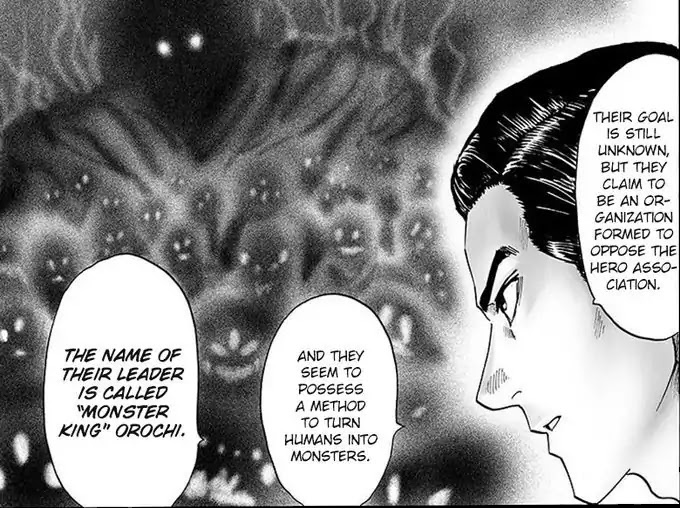 THEIR GOAL
IS STILL
UNKNOWN,
BUT THEY
CLAIM TO
BE AN OR-
GANIZATION
FORMED TO
OPPOSE THE
HERO ASSO-
CIATION.
AND THEY
SEEM TO
POSSESS
A METHOD
TO TURN
HUMANS INTO
MONSTERS.
THE NAME OF
THEIR LEADER
IS CALLED
"MONSTER
KING" OROCHI.